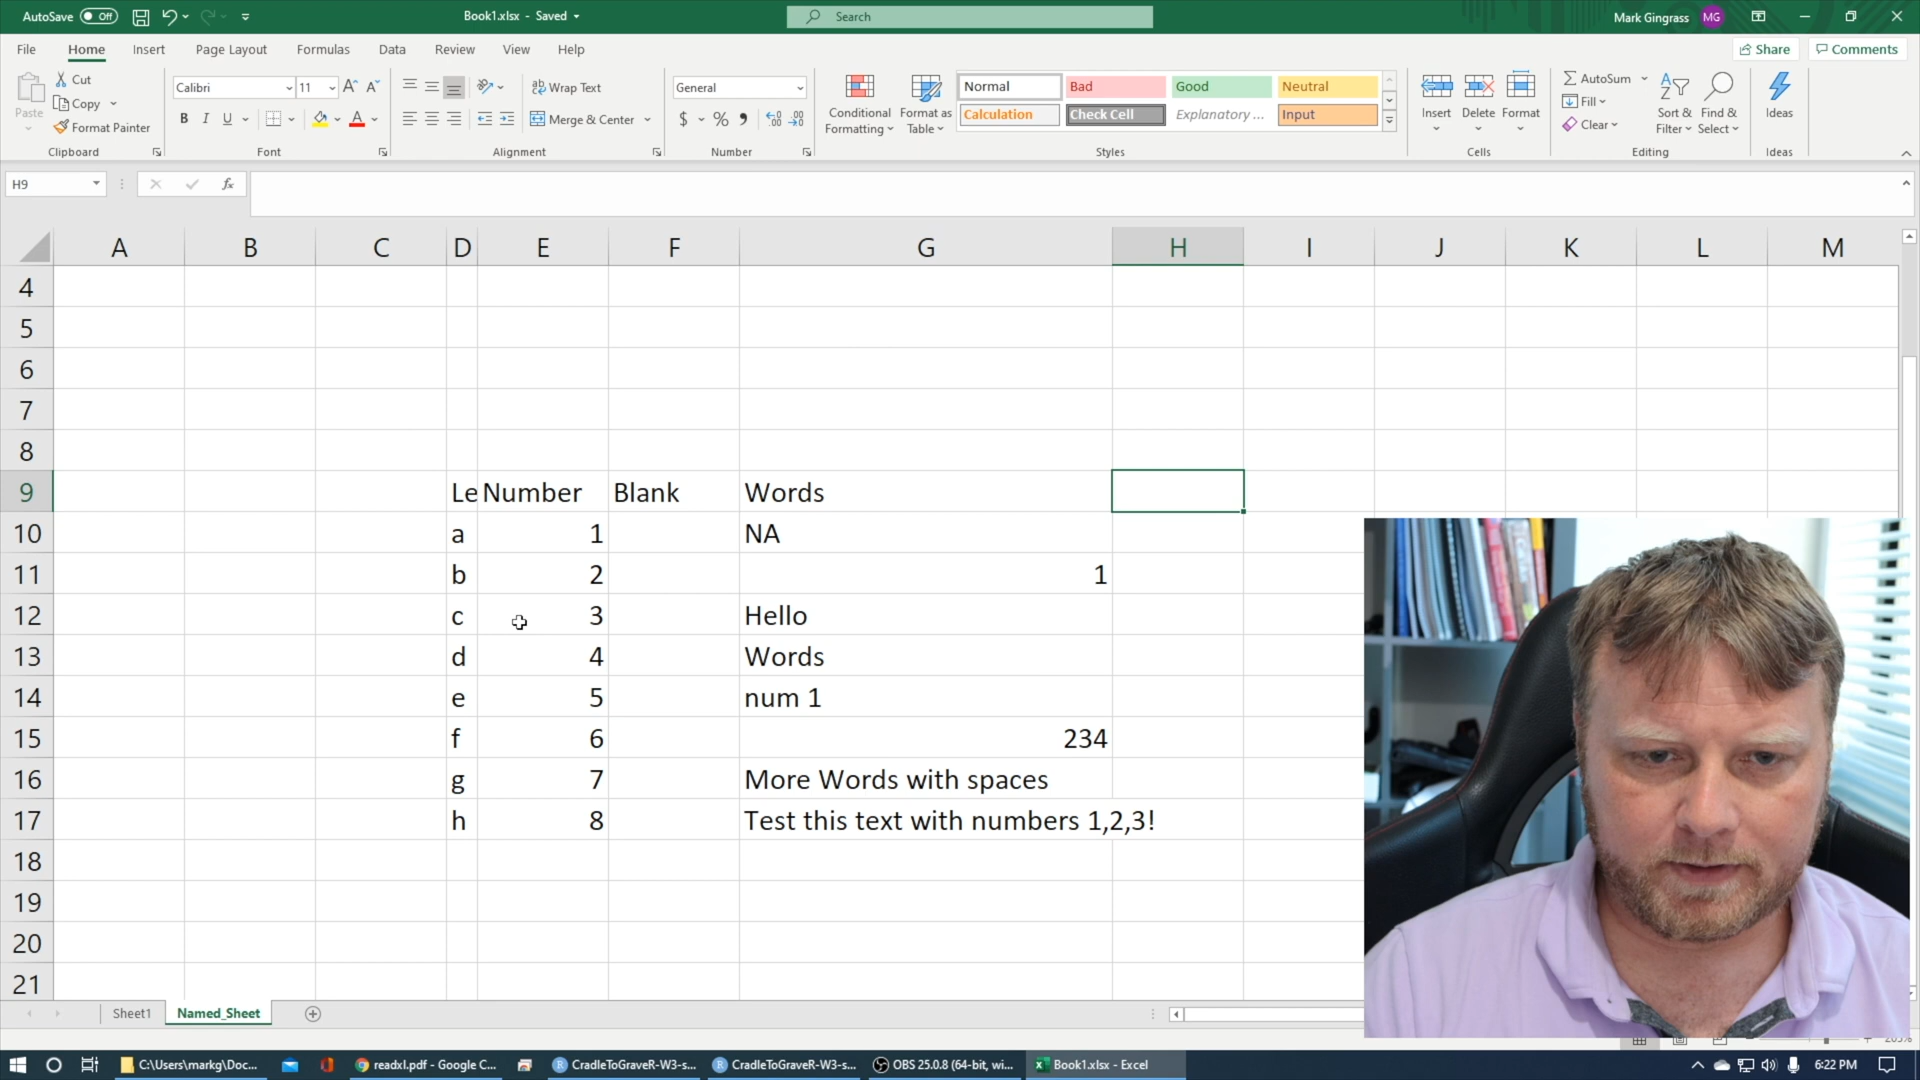 AutoSave Off Book1.xlsx - Saved Search Mark Gingrass MG
File Home Insert Page Layout Formulas Data Review View Help Share Comments
Paste Cut Copy Format Painter Clipboard
Calibri 11 A A B I U A Font
Wrap Text Merge & Center Alignment
General $ % Number
Conditional Formatting Format as Table
Normal Bad Good Neutral
Calculation Check Cell Explanatory ... Input
Styles
Insert Delete Format Cells
AutoSum Fill Clear Sort & Filter Find & Select Editing
Ideas Ideas
H9 fx
A B C D E F G H I J K L M
4
5
6
7
8
9 Le Number Blank Words
10 a 1 NA
11 b 2 1
12 c 3 Hello
13 d 4 Words
14 e 5 num 1
15 f 6 234
16 g 7 More Words with spaces
17 h 8 Test this text with numbers 1,2,3!
18
19
20
21
Sheet1 Named_Sheet
C:\Users\markg\Doc... readxl.pdf - Google C... CradleToGraveR-W3-s... CradleToGraveR-W3-s... OBS 25.0.8 (64-bit, wi... Book1.xlsx - Excel 6:22 PM